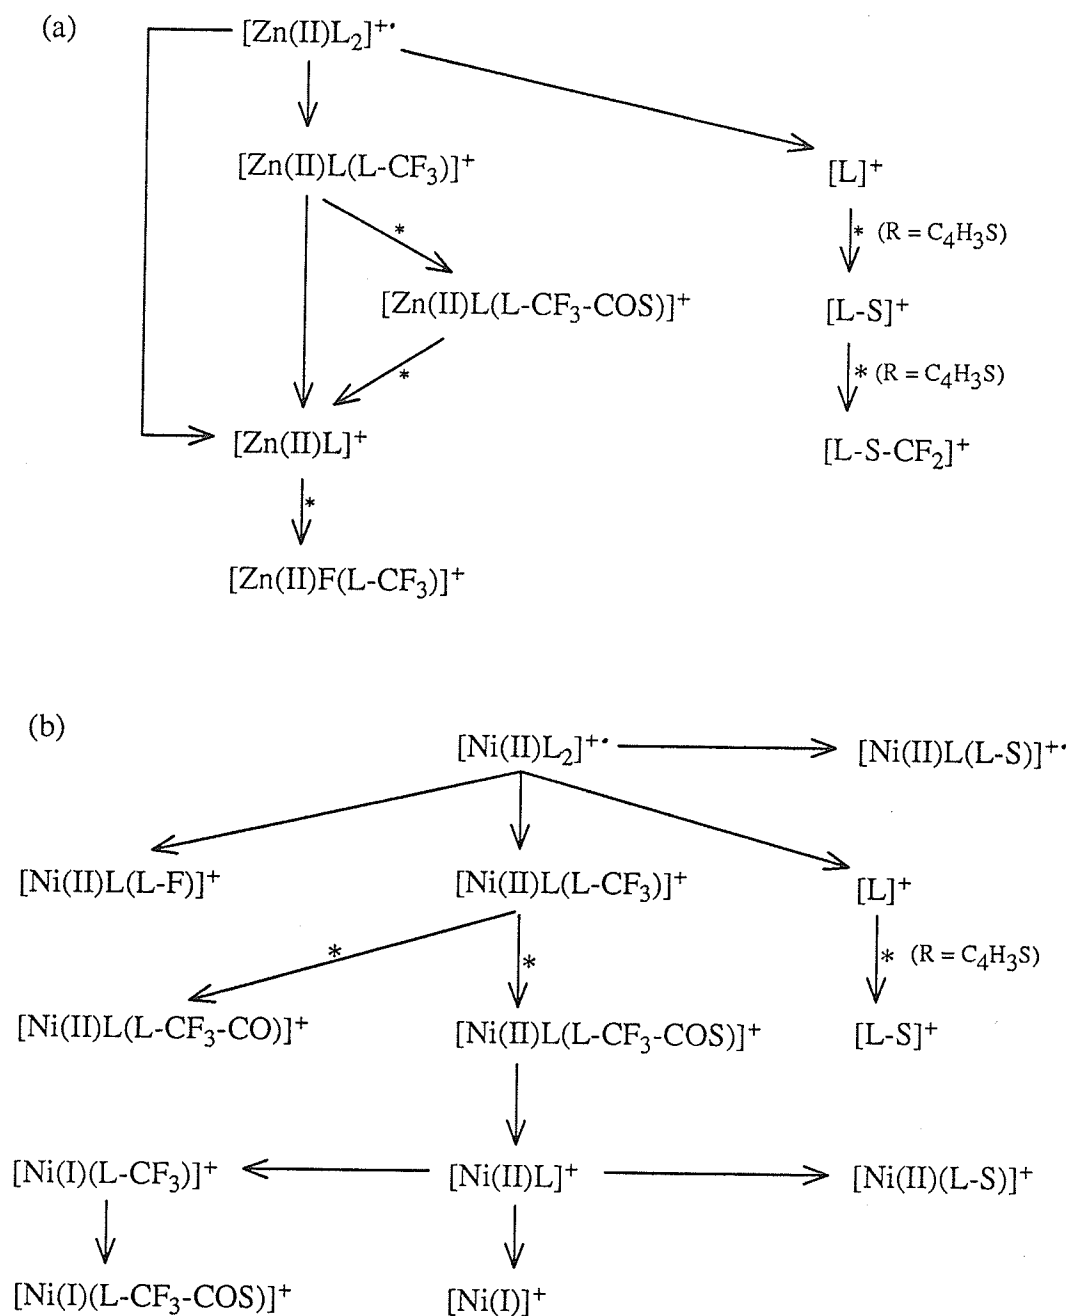 (a)
[Zn(II)L₂]⁺•
[Zn(II)L(L-CF₃)]⁺
[L]⁺
*
* (R = C₄H₃S)
[Zn(II)L(L-CF₃-COS)]⁺
[L-S]⁺
*
* (R = C₄H₃S)
[Zn(II)L]⁺
[L-S-CF₂]⁺
*
[Zn(II)F(L-CF₃)]⁺
(b)
[Ni(II)L₂]⁺•
[Ni(II)L(L-S)]⁺•
[Ni(II)L(L-F)]⁺
[Ni(II)L(L-CF₃)]⁺
[L]⁺
*
*
* (R = C₄H₃S)
[Ni(II)L(L-CF₃-CO)]⁺
[Ni(II)L(L-CF₃-COS)]⁺
[L-S]⁺
[Ni(I)(L-CF₃)]⁺
[Ni(II)L]⁺
[Ni(II)(L-S)]⁺
[Ni(I)(L-CF₃-COS)]⁺
[Ni(I)]⁺